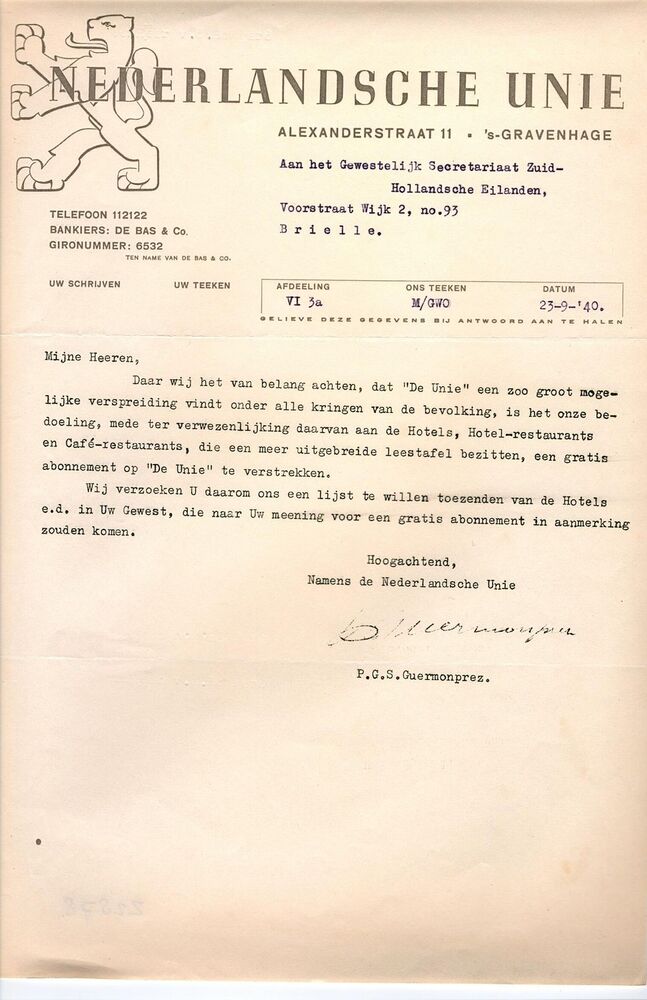 NEDERLANDSCHE UNIE
ALEXANDERSTRAAT 11 • 's-GRAVENHAGE
Aan het Gewestelijk Secretariaat Zuid-
Hollandsche Eilanden,
Voorstraat Wijk 2, no.93
Brielle.
TELEFOON 112122
BANKIERS: DE BAS & Co.
GIRONUMMER: 6532
TEN NAME VAN DE BAS & CO.
UW SCHRIJVEN UW TEEKEN AFDEELING ONS TEEKEN DATUM
VI 3a M/GWO 23-9-'40.
GELIEVE DEZE GEGEVENS BIJ ANTWOORD AAN TE HALEN
Mijne Heeren,
Daar wij het van belang achten, dat "De Unie" een zoo groot moge-
lijke verspreiding vindt onder alle kringen van de bevolking, is het onze be-
doeling, mede ter verwezenlijking daarvan aan de Hotels, Hotel-restaurants
en Café-restaurants, die een meer uitgebreide leestafel bezitten, een gratis
abonnement op "De Unie" te verstrekken.
Wij verzoeken U daarom ons een lijst te willen toezenden van de Hotels
e.d. in Uw Gewest, die naar Uw meening voor een gratis abonnement in aanmerking
zouden komen.
Hoogachtend,
Namens de Nederlandsche Unie
P.G.S.Guermonprez.